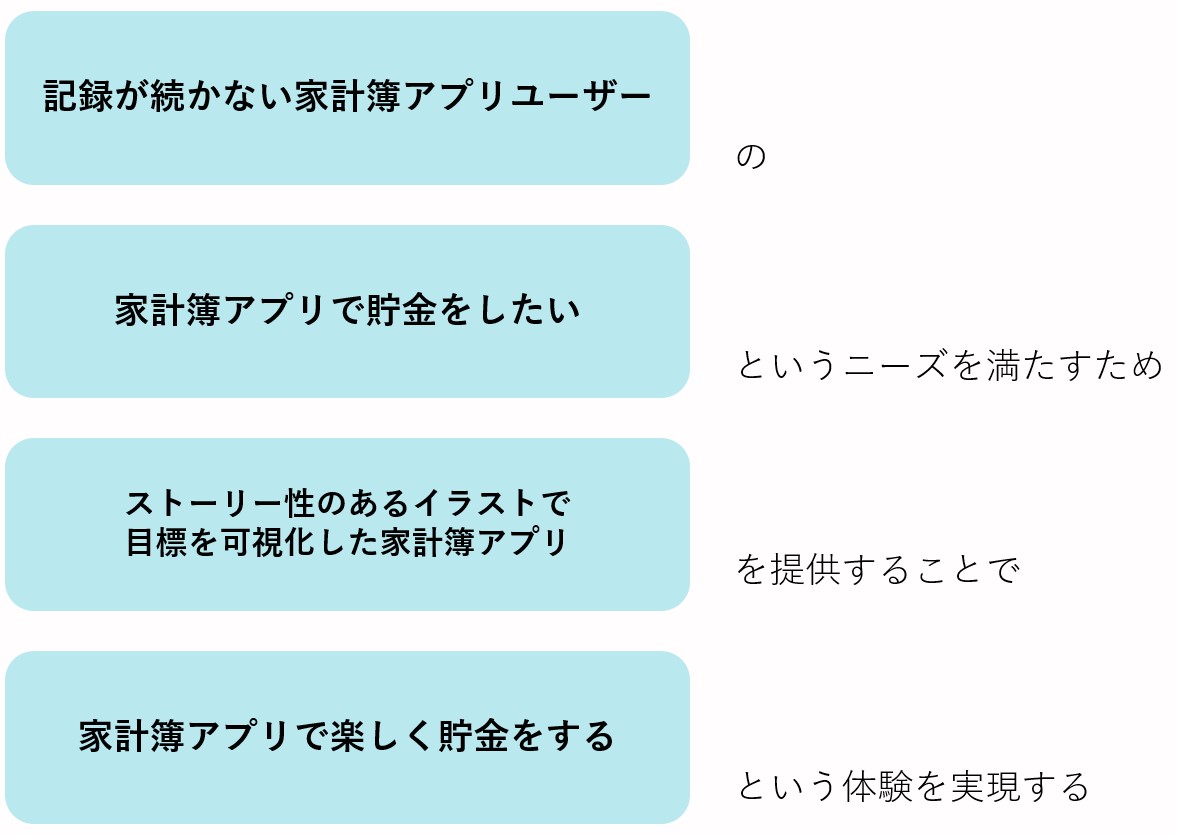 記録が続かない家計簿アプリユーザー
の
家計簿アプリで貯金をしたい
というニーズを満たすため
ストーリー性のあるイラストで
目標を可視化した家計簿アプリ
を提供することで
家計簿アプリで楽しく貯金をする
という体験を実現する